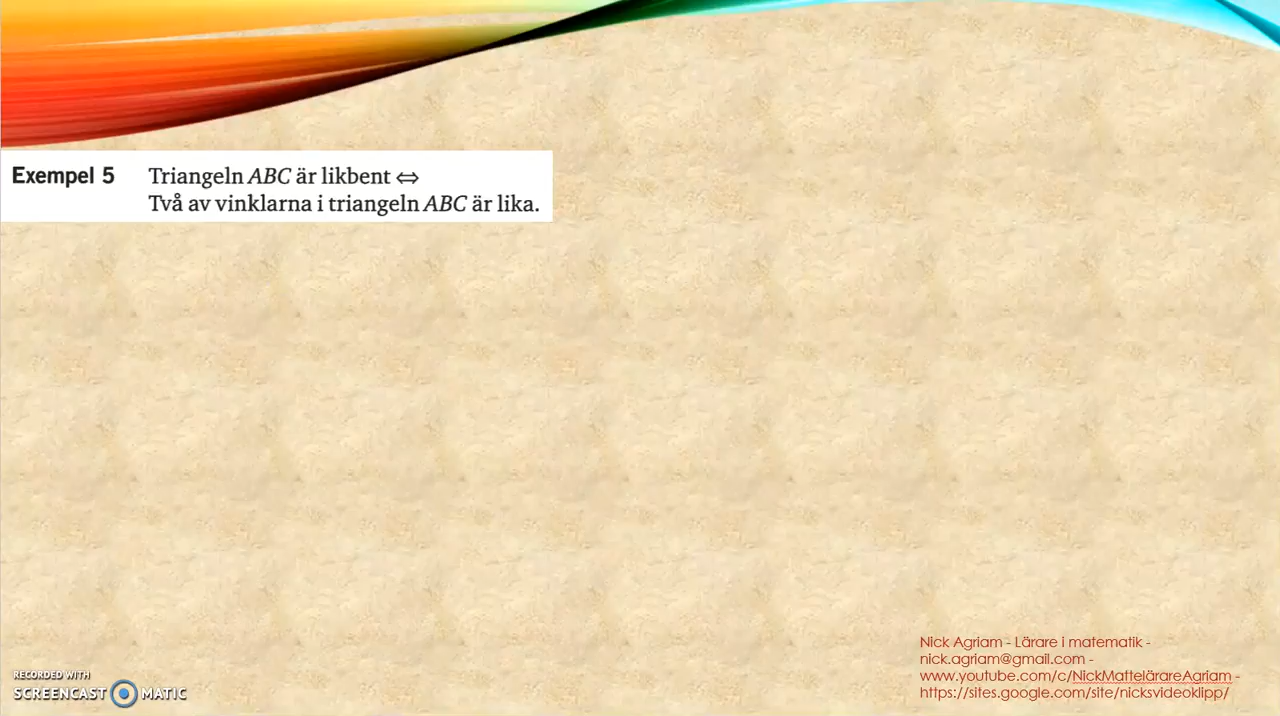 Exempel 5 Triangeln ABC är likbent ⇔
Två av vinklarna i triangeln ABC är lika.
Nick Agriam - Lärare i matematik -
nick.agriam@gmail.com -
www.youtube.com/c/NickMattelärareAgriam -
https://sites.google.com/site/nicksvideoklipp/
RECORDED WITH
SCREENCAST MATIC